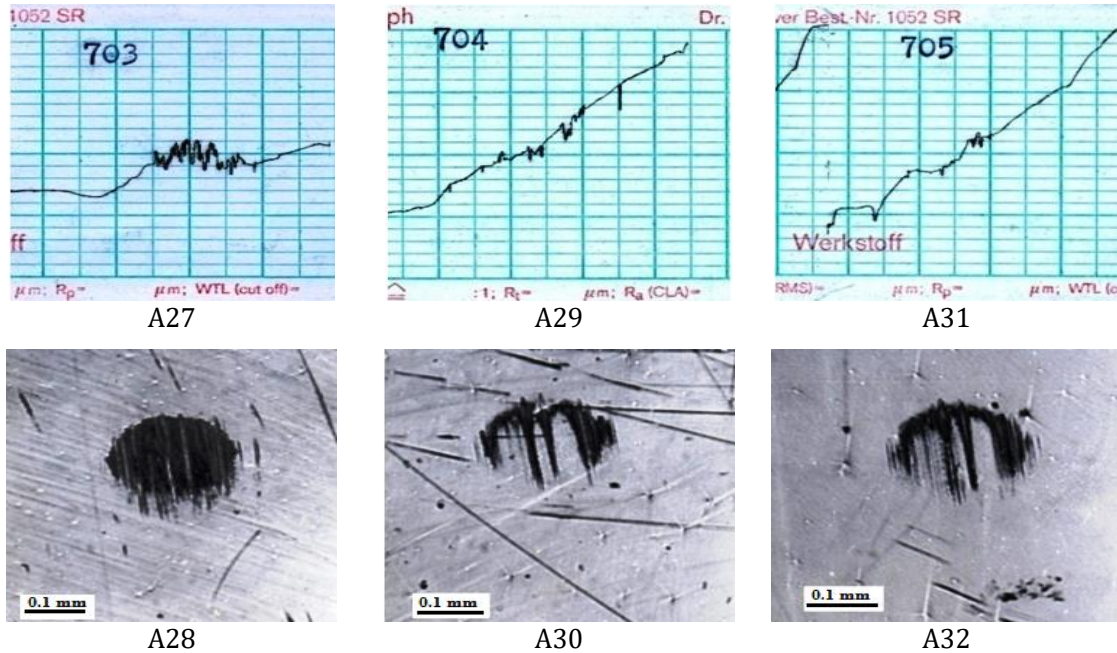 1052 SR
703
ff
μm; Rp= μm; WTL (cut off)=
A27
ph Dr.
704
:1; Rt= μm; Ra (CLA)=
A29
ver Best.-Nr. 1052 SR
705
Werkstoff
RMS)= μm; Rp= μm; WTL (c
A31
0.1 mm
A28
0.1 mm
A30
0.1 mm
A32